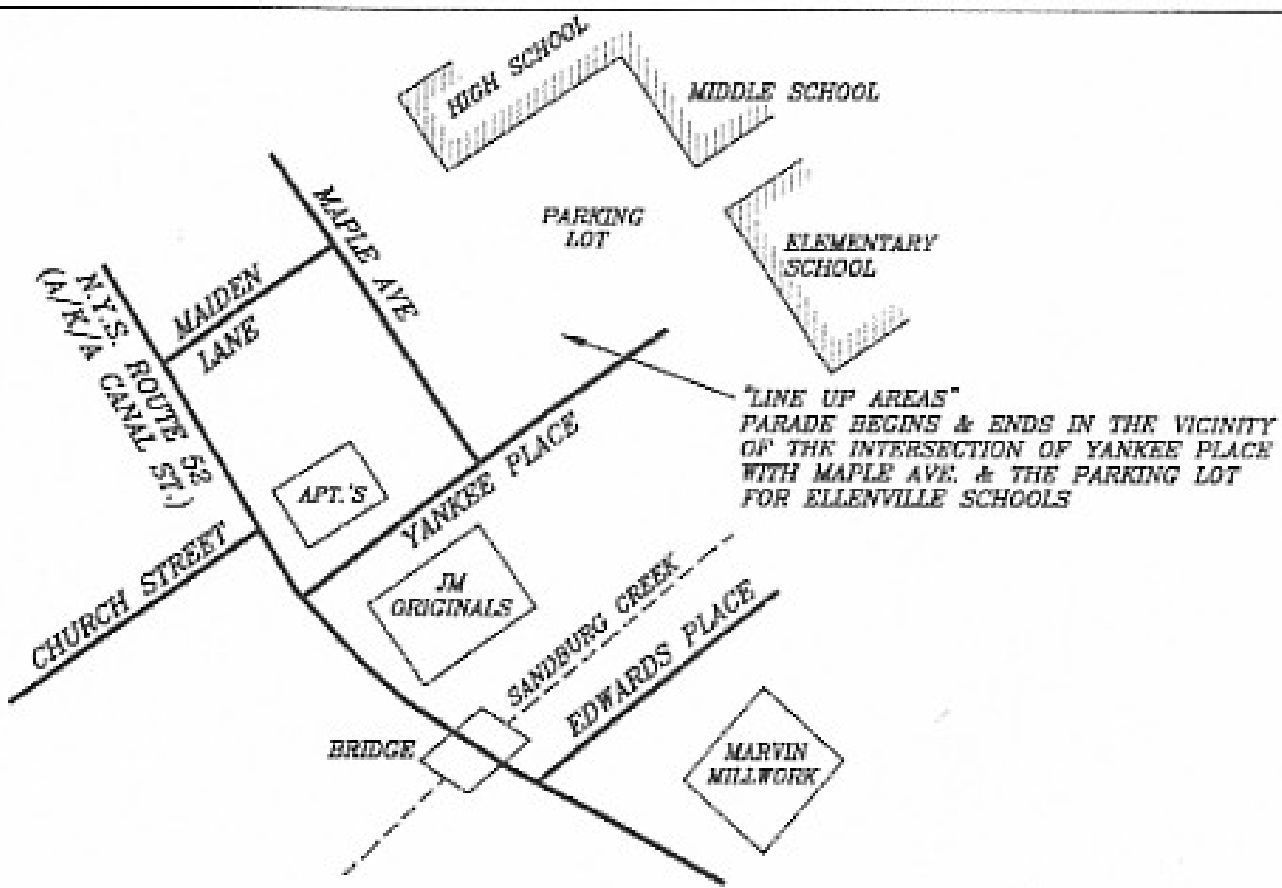 HIGH SCHOOL
MIDDLE SCHOOL
MAPLE AVE
PARKING
LOT
ELEMENTARY
SCHOOL
MAIDEN
LANE
N.Y.S. ROUTE 52
(A/K/A CANAL ST.)
"LINE UP AREAS"
PARADE BEGINS & ENDS IN THE VICINITY
OF THE INTERSECTION OF YANKEE PLACE
WITH MAPLE AVE. & THE PARKING LOT
FOR ELLENVILLE SCHOOLS
APT.'S
YANKEE PLACE
CHURCH STREET
JM
ORIGINALS
SANDBURG CREEK
EDWARDS PLACE
BRIDGE
MARVIN
MILLWORK